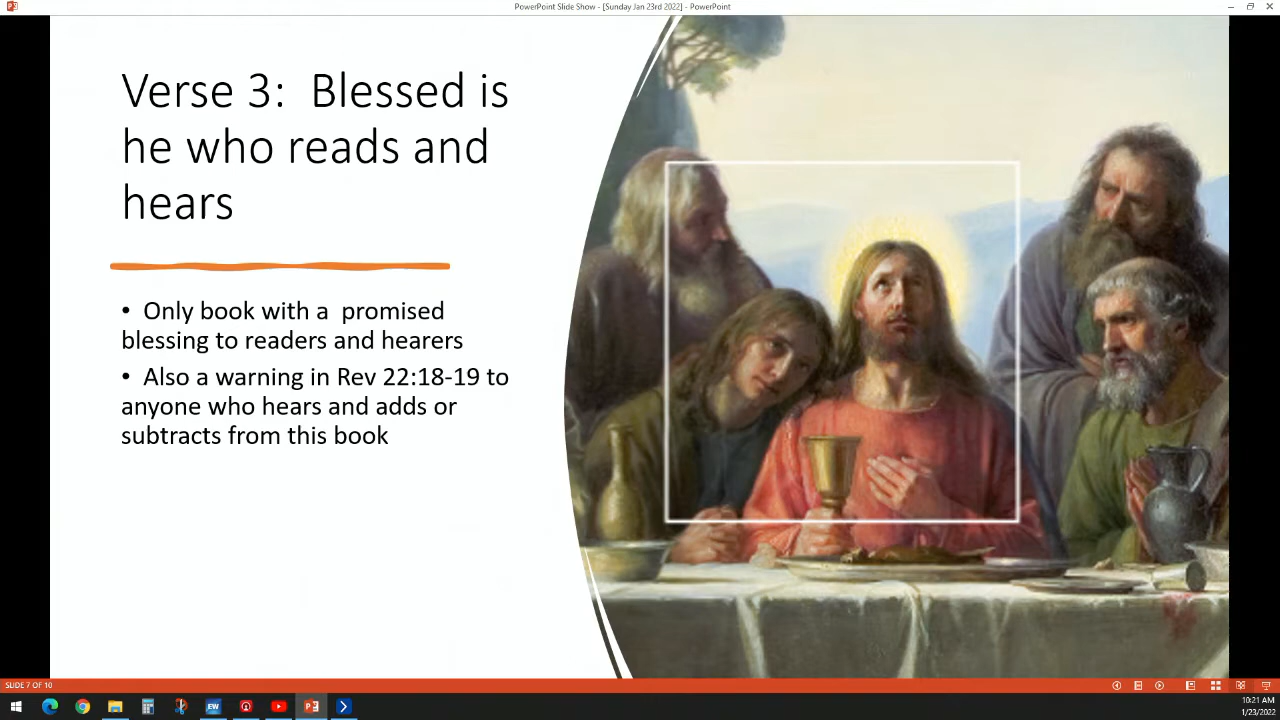 PowerPoint Slide Show - [Sunday Jan 23rd 2022] - PowerPoint
Verse 3:  Blessed is
he who reads and
hears
• Only book with a  promised
blessing to readers and hearers
• Also a warning in Rev 22:18-19 to
anyone who hears and adds or
subtracts from this book
SLIDE 7 OF 10
EW
10:21 AM
1/23/2022